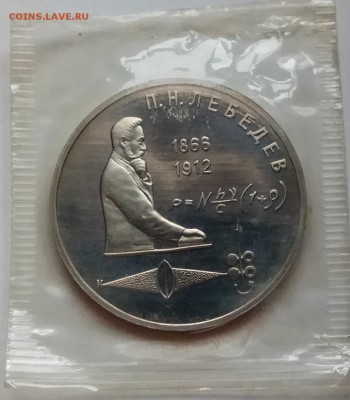 COINS.LAVE.RU
П.Н.ЛЕБЕДЕВ
1866
1912
p=N hν/c (1+ρ)